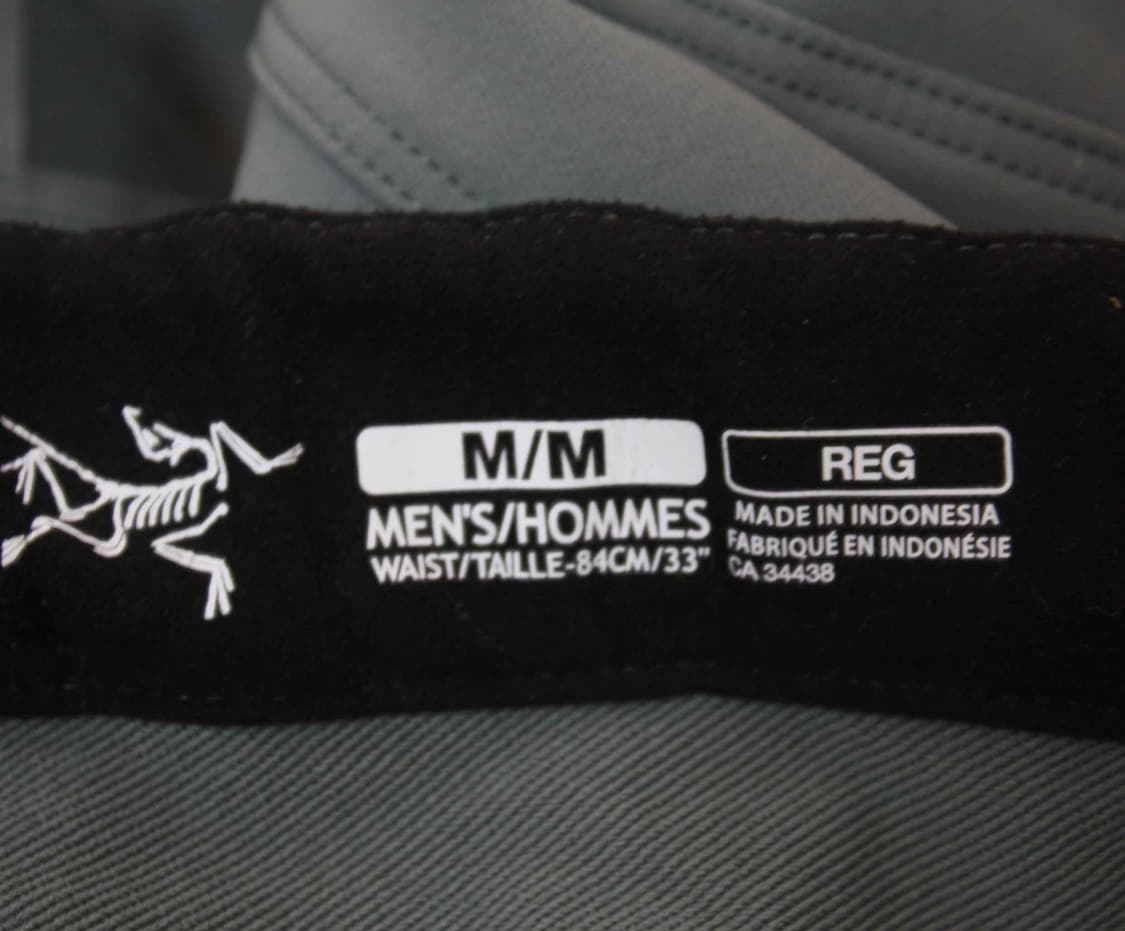 M/M
MEN'S/HOMMES
WAIST/TAILLE-84CM/33"
REG
MADE IN INDONESIA
FABRIQUÉ EN INDONÉSIE
CA 34438